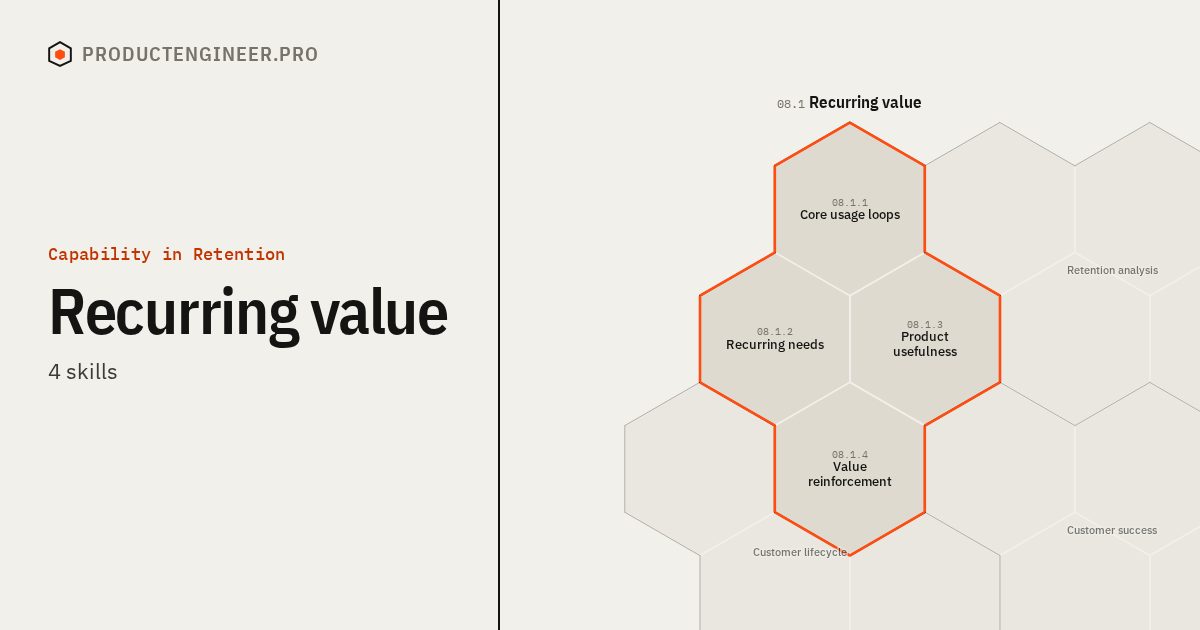 PRODUCTENGINEER.PRO
Capability in Retention
Recurring value
4 skills
08.1 Recurring value
08.1.1
Core usage loops
Retention analysis
08.1.2
Recurring needs
08.1.3
Product
usefulness
08.1.4
Value
reinforcement
Customer success
Customer lifecycle